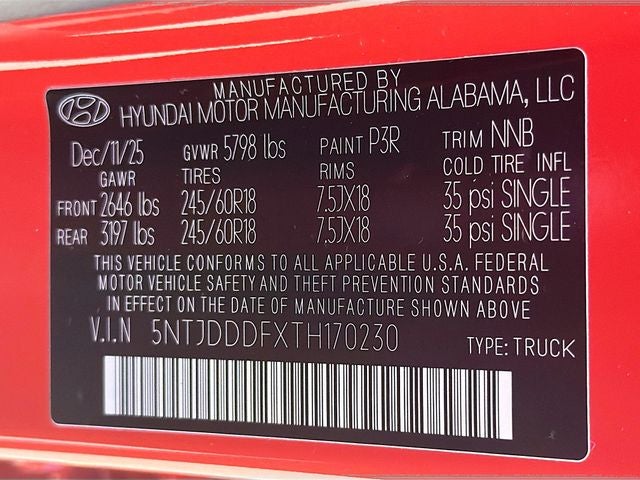 MANUFACTURED BY
HYUNDAI MOTOR MANUFACTURING ALABAMA, LLC
Dec/11/25 GVWR 5798 lbs PAINT P3R TRIM NNB
GAWR TIRES RIMS COLD TIRE INFL
FRONT 2646 lbs 245/60R18 7.5JX18 35 psi SINGLE
REAR 3197 lbs 245/60R18 7.5JX18 35 psi SINGLE
THIS VEHICLE CONFORMS TO ALL APPLICABLE U.S.A. FEDERAL
MOTOR VEHICLE SAFETY AND THEFT PREVENTION STANDARDS
IN EFFECT ON THE DATE OF MANUFACTURE SHOWN ABOVE
V.I.N 5NTJDDDFXTH170230 TYPE: TRUCK